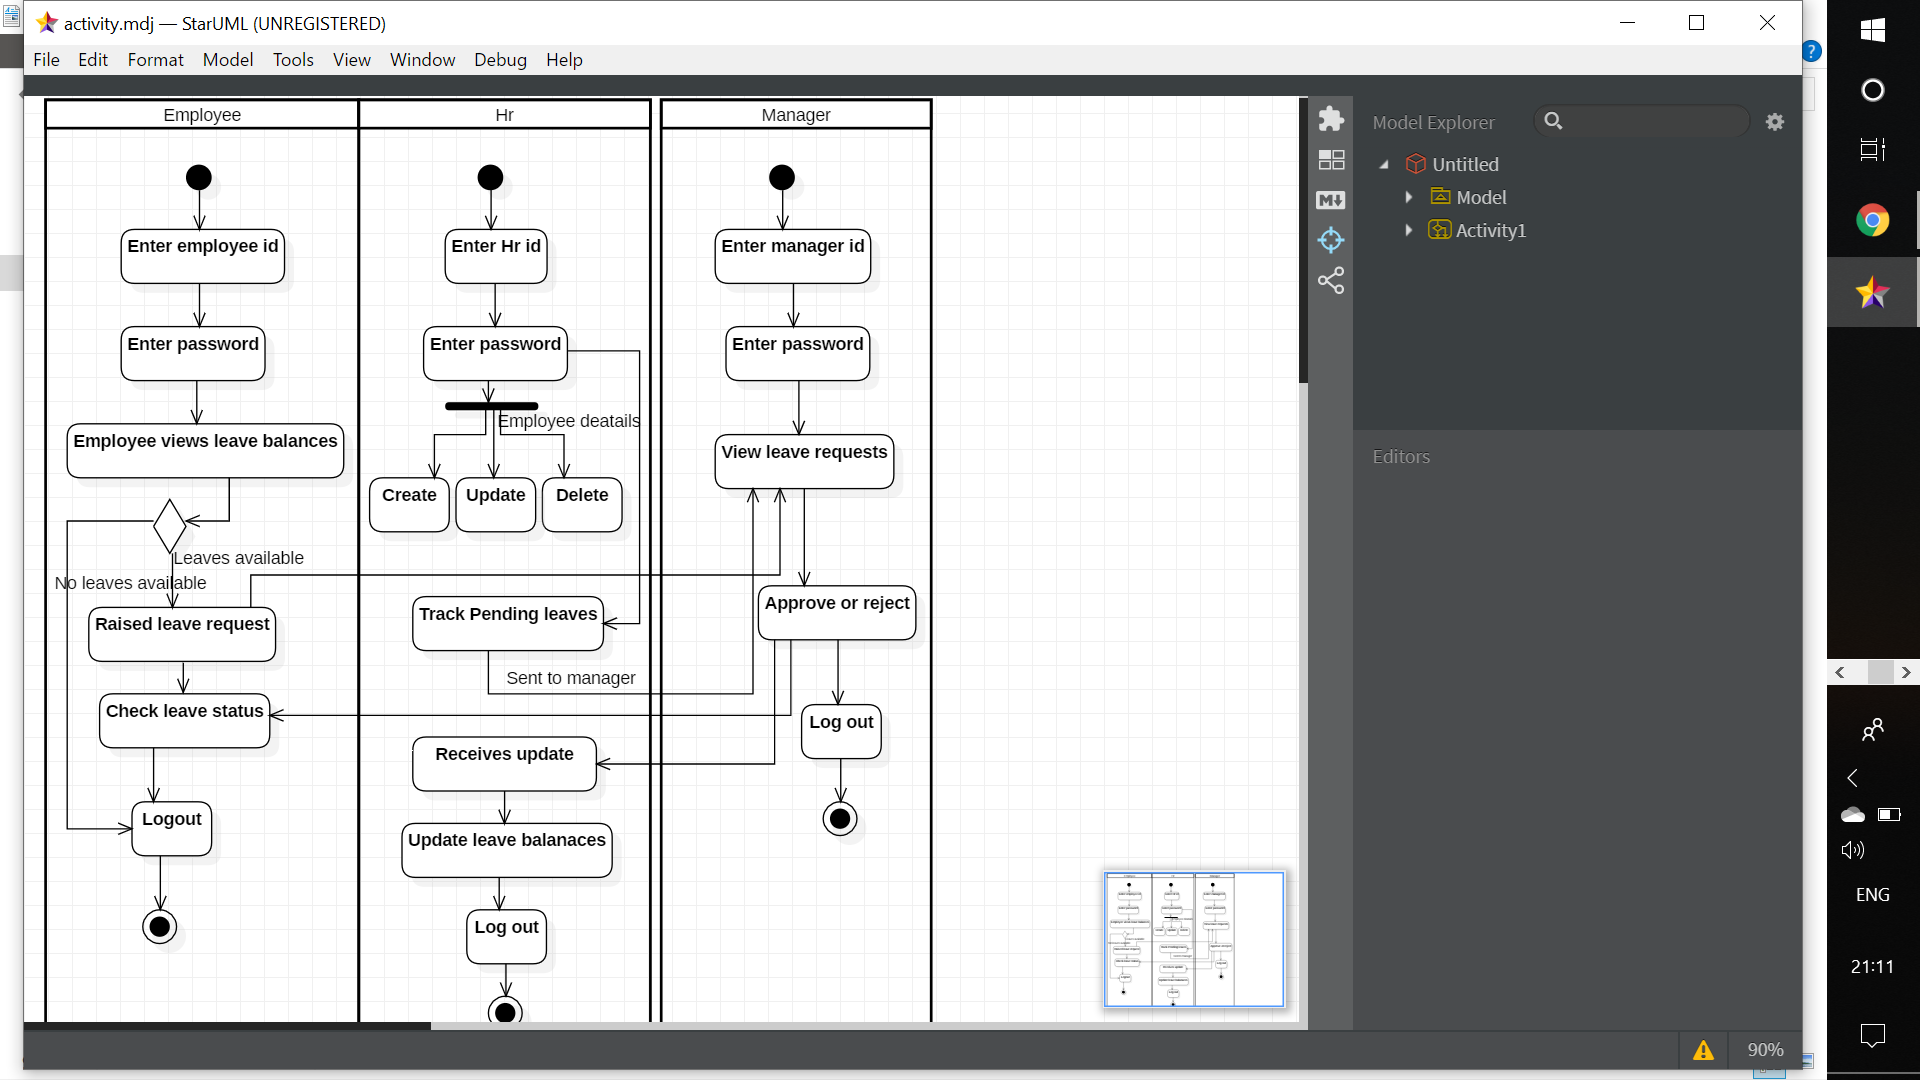 activity.mdj — StarUML (UNREGISTERED)
File Edit Format Model Tools View Window Debug Help
Employee
Hr
Manager
Enter employee id
Enter Hr id
Enter manager id
Enter password
Enter password
Enter password
Employee deatails
Employee views leave balances
View leave requests
Create
Update
Delete
Leaves available
No leaves available
Raised leave request
Track Pending leaves
Approve or reject
Sent to manager
Check leave status
Log out
Receives update
Logout
Update leave balanaces
Log out
Model Explorer
Untitled
Model
Activity1
Editors
90%
M
?
ENG
21:11